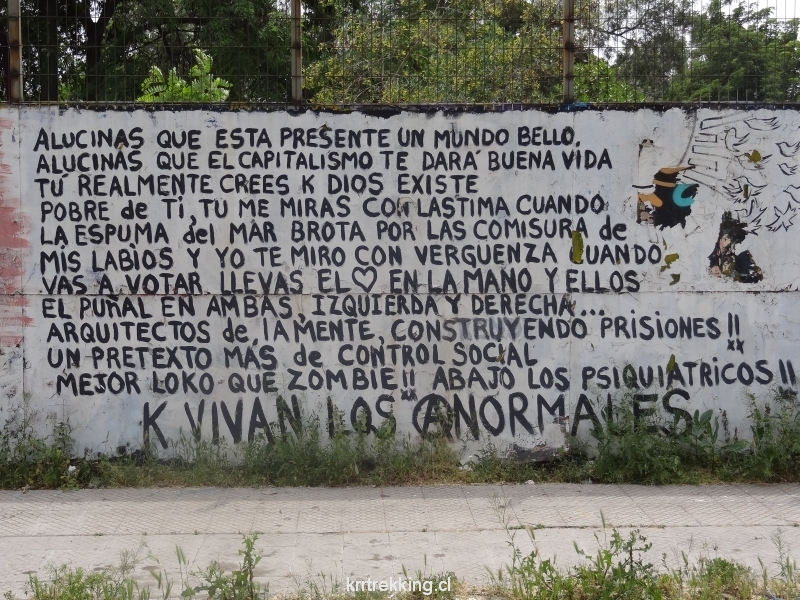 ALUCINAS QUE ESTA PRESENTE UN MUNDO BELLO.
ALUCINAS QUE EL CAPITALISMO TE DARÁ BUENA VIDA
TÚ REALMENTE CREES K DIOS EXISTE
POBRE de TI, TU ME MIRAS CON LASTIMA CUANDO
LA ESPUMA del MAR BROTA POR LAS COMISURA de
MIS LABIOS Y YO TE MIRO CON VERGUENZA CUANDO
VAS A VOTAR LLEVAS EL ♡ EN LA MANO Y ELLOS
EL PUÑAL EN AMBAS, IZQUIERDA Y DERECHA...
ARQUITECTOS de, LA MENTE, CONSTRUYENDO PRISIONES!!
UN PRETEXTO MÁS de CONTROL SOCIAL
MEJOR LOKO QUE ZOMBIE!! ABAJO LOS PSIQUIATRICOS!!
K VIVAN LOS ANORMALES
krrtrekking.cl